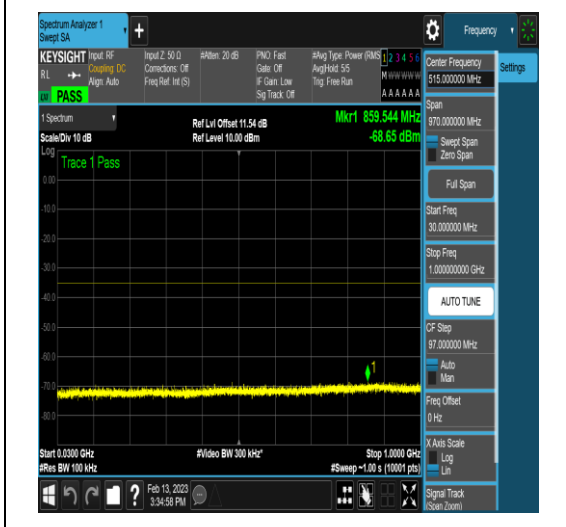 Spectrum Analyzer 1
Swept SA
+
Frequency
KEYSIGHT
RL
PASS
Input: RF
Coupling: DC
Align: Auto
Input Z: 50 Ω
Corrections: Off
Freq Ref: Int (S)
#Atten: 20 dB
PNO: Fast
Gate: Off
IF Gain: Low
Sig Track: Off
#Avg Type: Power (RMS)
Avg|Hold: 5/5
Trig: Free Run
1 2 3 4 5 6
M W W W W W
A A A A A A
Settings
1 Spectrum
Scale/Div 10 dB
Ref Lvl Offset 11.54 dB
Ref Level 10.00 dBm
Mkr1 859.544 MHz
-68.65 dBm
Log
Trace 1 Pass
0.00
-10.0
-20.0
-30.0
-40.0
-50.0
-60.0
-70.0
-80.0
1
Start 0.0300 GHz
#Res BW 100 kHz
#Video BW 300 kHz*
Stop 1.0000 GHz
#Sweep ~1.00 s (10001 pts)
Center Frequency
515.000000 MHz
Span
970.000000 MHz
Swept Span
Zero Span
Full Span
Start Freq
30.000000 MHz
Stop Freq
1.000000000 GHz
AUTO TUNE
CF Step
97.000000 MHz
Auto
Man
Freq Offset
0 Hz
X Axis Scale
Log
Lin
Signal Track
(Span Zoom)
?
Feb 13, 2023
3:34:58 PM